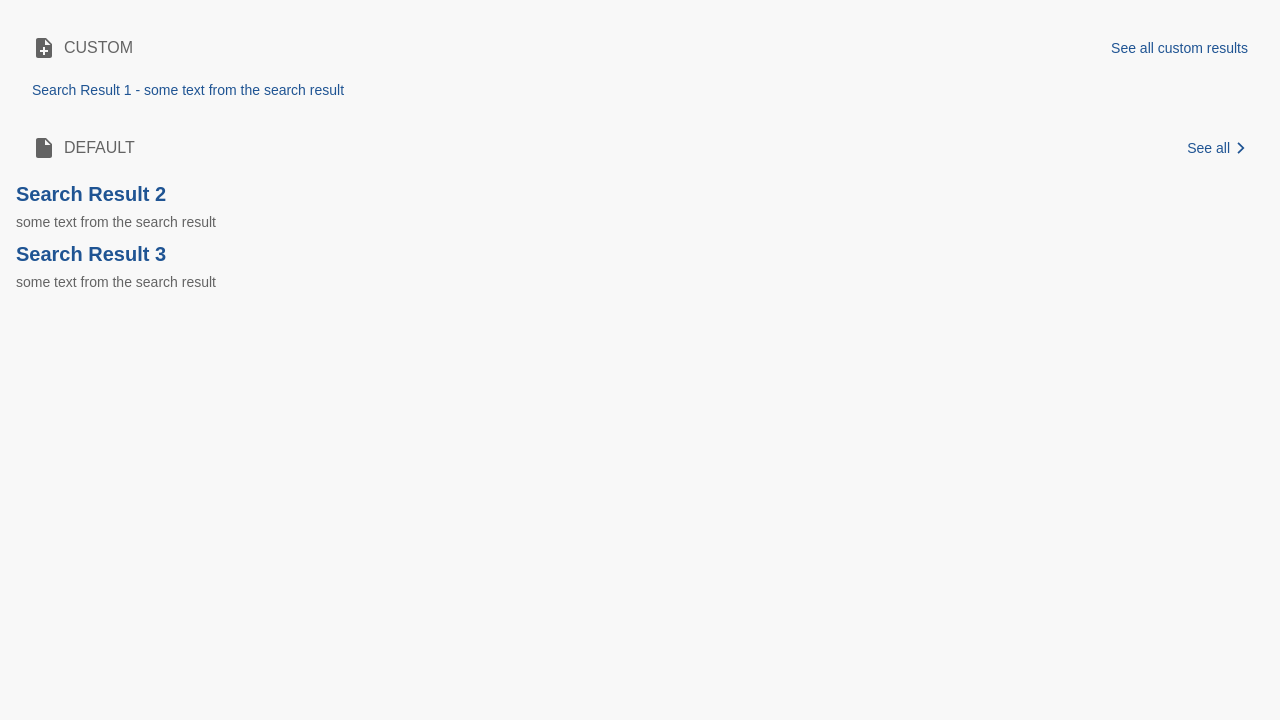 CUSTOM
See all custom results
Search Result 1 - some text from the search result
DEFAULT
See all
Search Result 2
some text from the search result
Search Result 3
some text from the search result